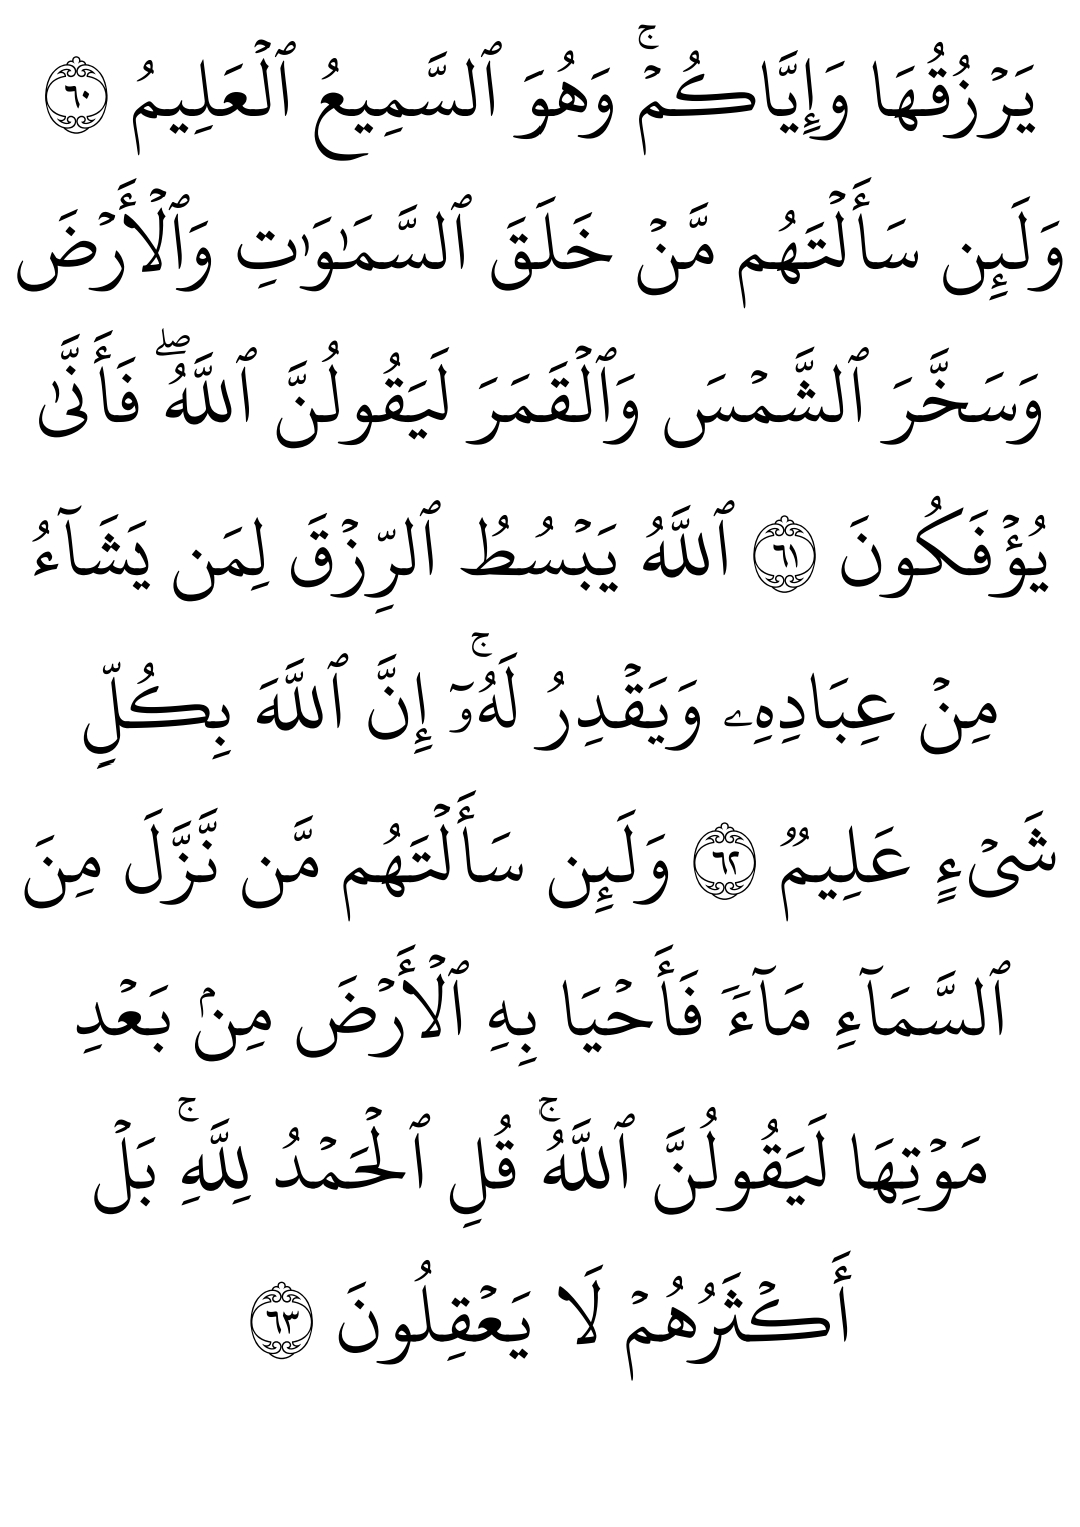 يَرۡزُقُهَا وَإِيَّاكُمۡۚ وَهُوَ ٱلسَّمِيعُ ٱلۡعَلِيمُ ٦٠
وَلَئِن سَأَلۡتَهُم مَّنۡ خَلَقَ ٱلسَّمَٰوَٰتِ وَٱلۡأَرۡضَ
وَسَخَّرَ ٱلشَّمۡسَ وَٱلۡقَمَرَ لَيَقُولُنَّ ٱللَّهُۖ فَأَنَّىٰ
يُؤۡفَكُونَ ٦١ ٱللَّهُ يَبۡسُطُ ٱلرِّزۡقَ لِمَن يَشَآءُ
مِنۡ عِبَادِهِۦ وَيَقۡدِرُ لَهُۥٓۚ إِنَّ ٱللَّهَ بِكُلِّ
شَيۡءٍ عَلِيمٞ ٦٢ وَلَئِن سَأَلۡتَهُم مَّن نَّزَّلَ مِنَ
ٱلسَّمَآءِ مَآءٗ فَأَحۡيَا بِهِ ٱلۡأَرۡضَ مِنۢ بَعۡدِ
مَوۡتِهَا لَيَقُولُنَّ ٱللَّهُۚ قُلِ ٱلۡحَمۡدُ لِلَّهِۚ بَلۡ
أَكۡثَرُهُمۡ لَا يَعۡقِلُونَ ٦٣